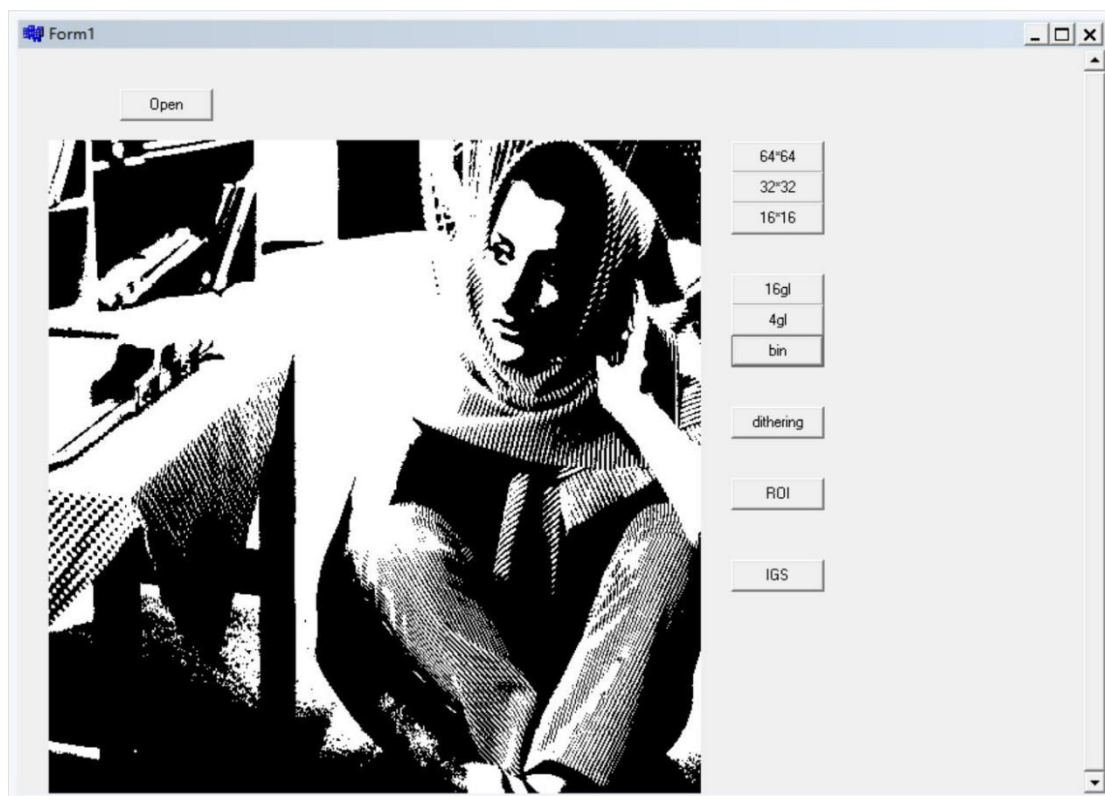 Form1
Open
64*64
32*32
16*16
16gl
4gl
bin
dithering
ROI
IGS